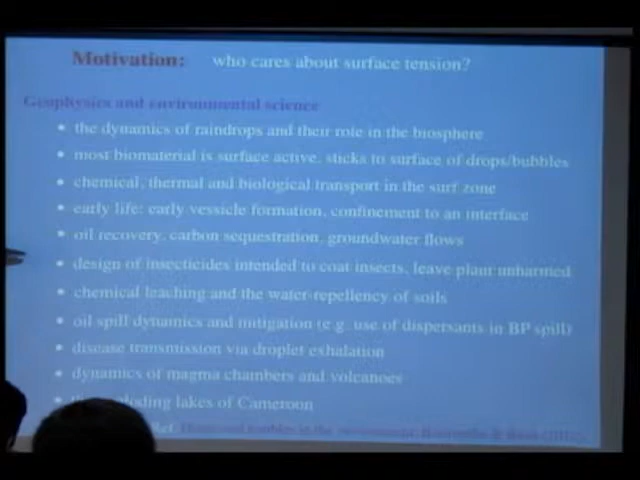 Motivation: who cares about surface tension?
Geophysics and environmental science
• the dynamics of raindrops and their role in the biosphere
• most biomaterial is surface active, sticks to surface of drops/bubbles
• chemical, thermal and biological transport in the surf zone
• early life: early vessicle formation, confinement to an interface
• oil recovery, carbon sequestration, groundwater flows
• design of insecticides intended to coat insects, leave plant unharmed
• chemical leaching and the water-repellency of soils
• oil spill dynamics and mitigation (e.g. use of dispersants in BP spill)
• disease transmission via droplet exhalation
• dynamics of magma chambers and volcanoes
• lakes of Cameroon